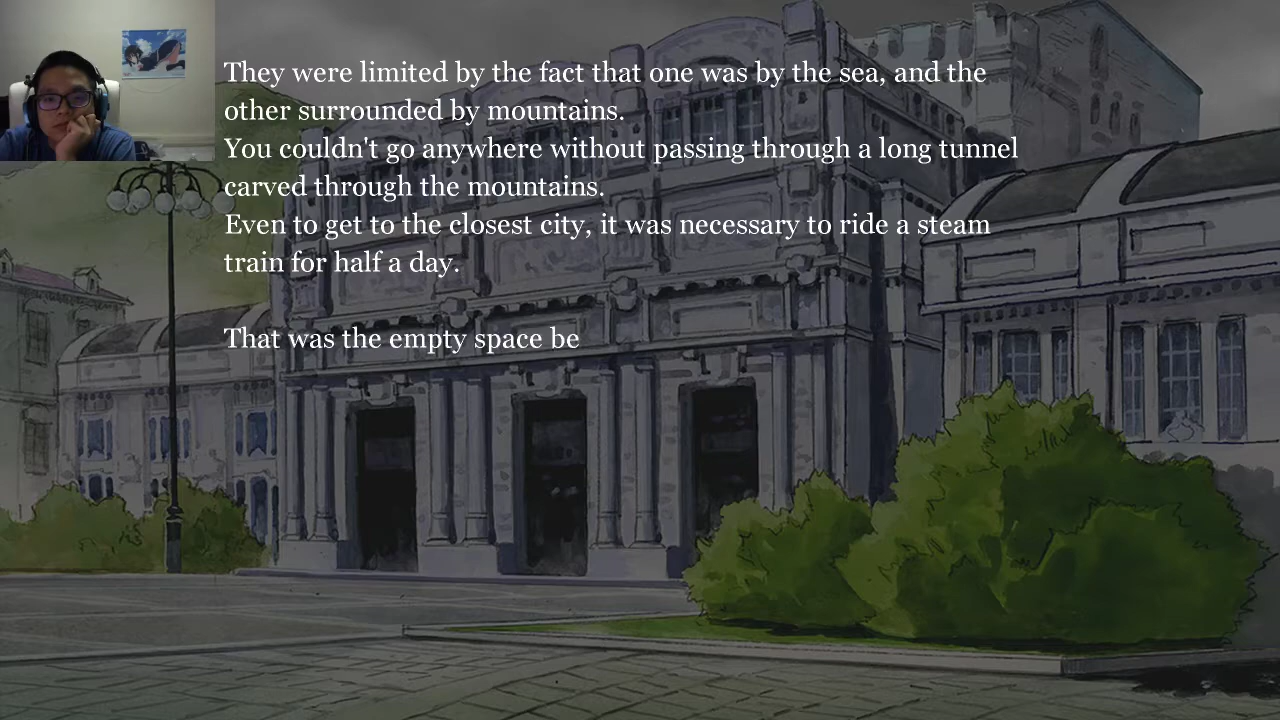 They were limited by the fact that one was by the sea, and the
other surrounded by mountains.
You couldn't go anywhere without passing through a long tunnel
carved through the mountains.
Even to get to the closest city, it was necessary to ride a steam
train for half a day.
That was the empty space be